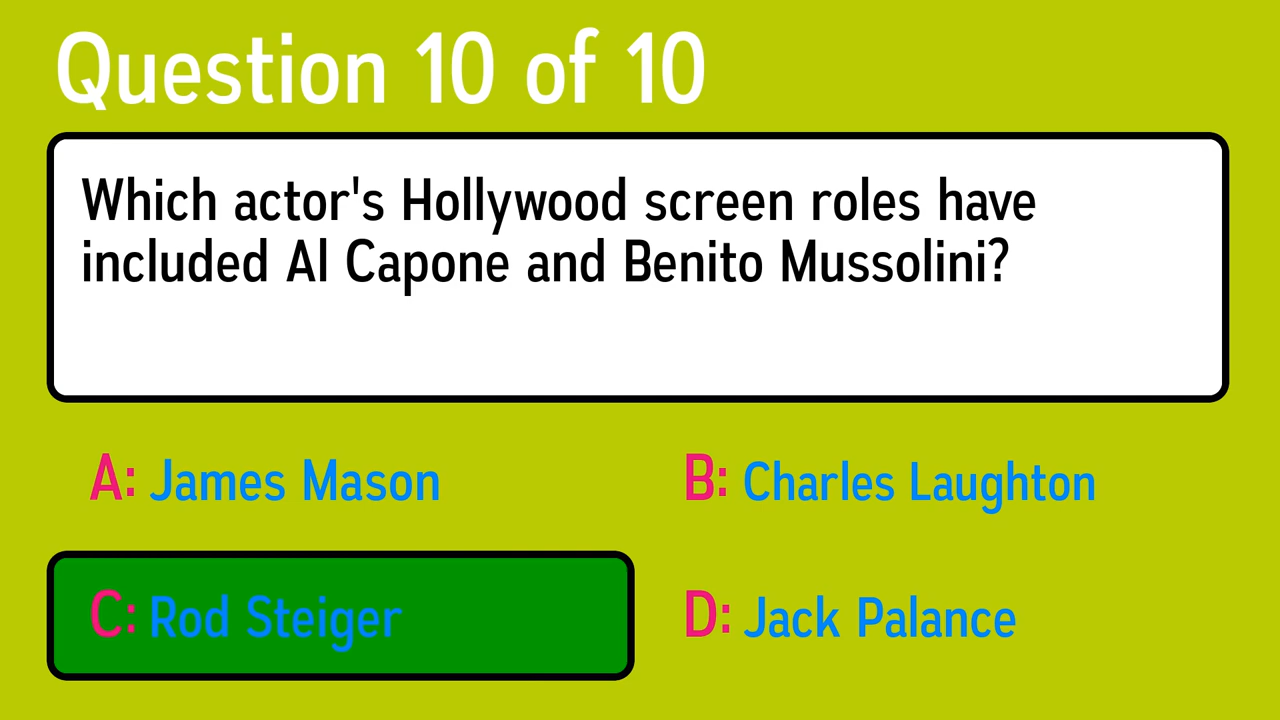 Question 10 of 10
Which actor's Hollywood screen roles have
included Al Capone and Benito Mussolini?
A: James Mason
B: Charles Laughton
C: Rod Steiger
D: Jack Palance